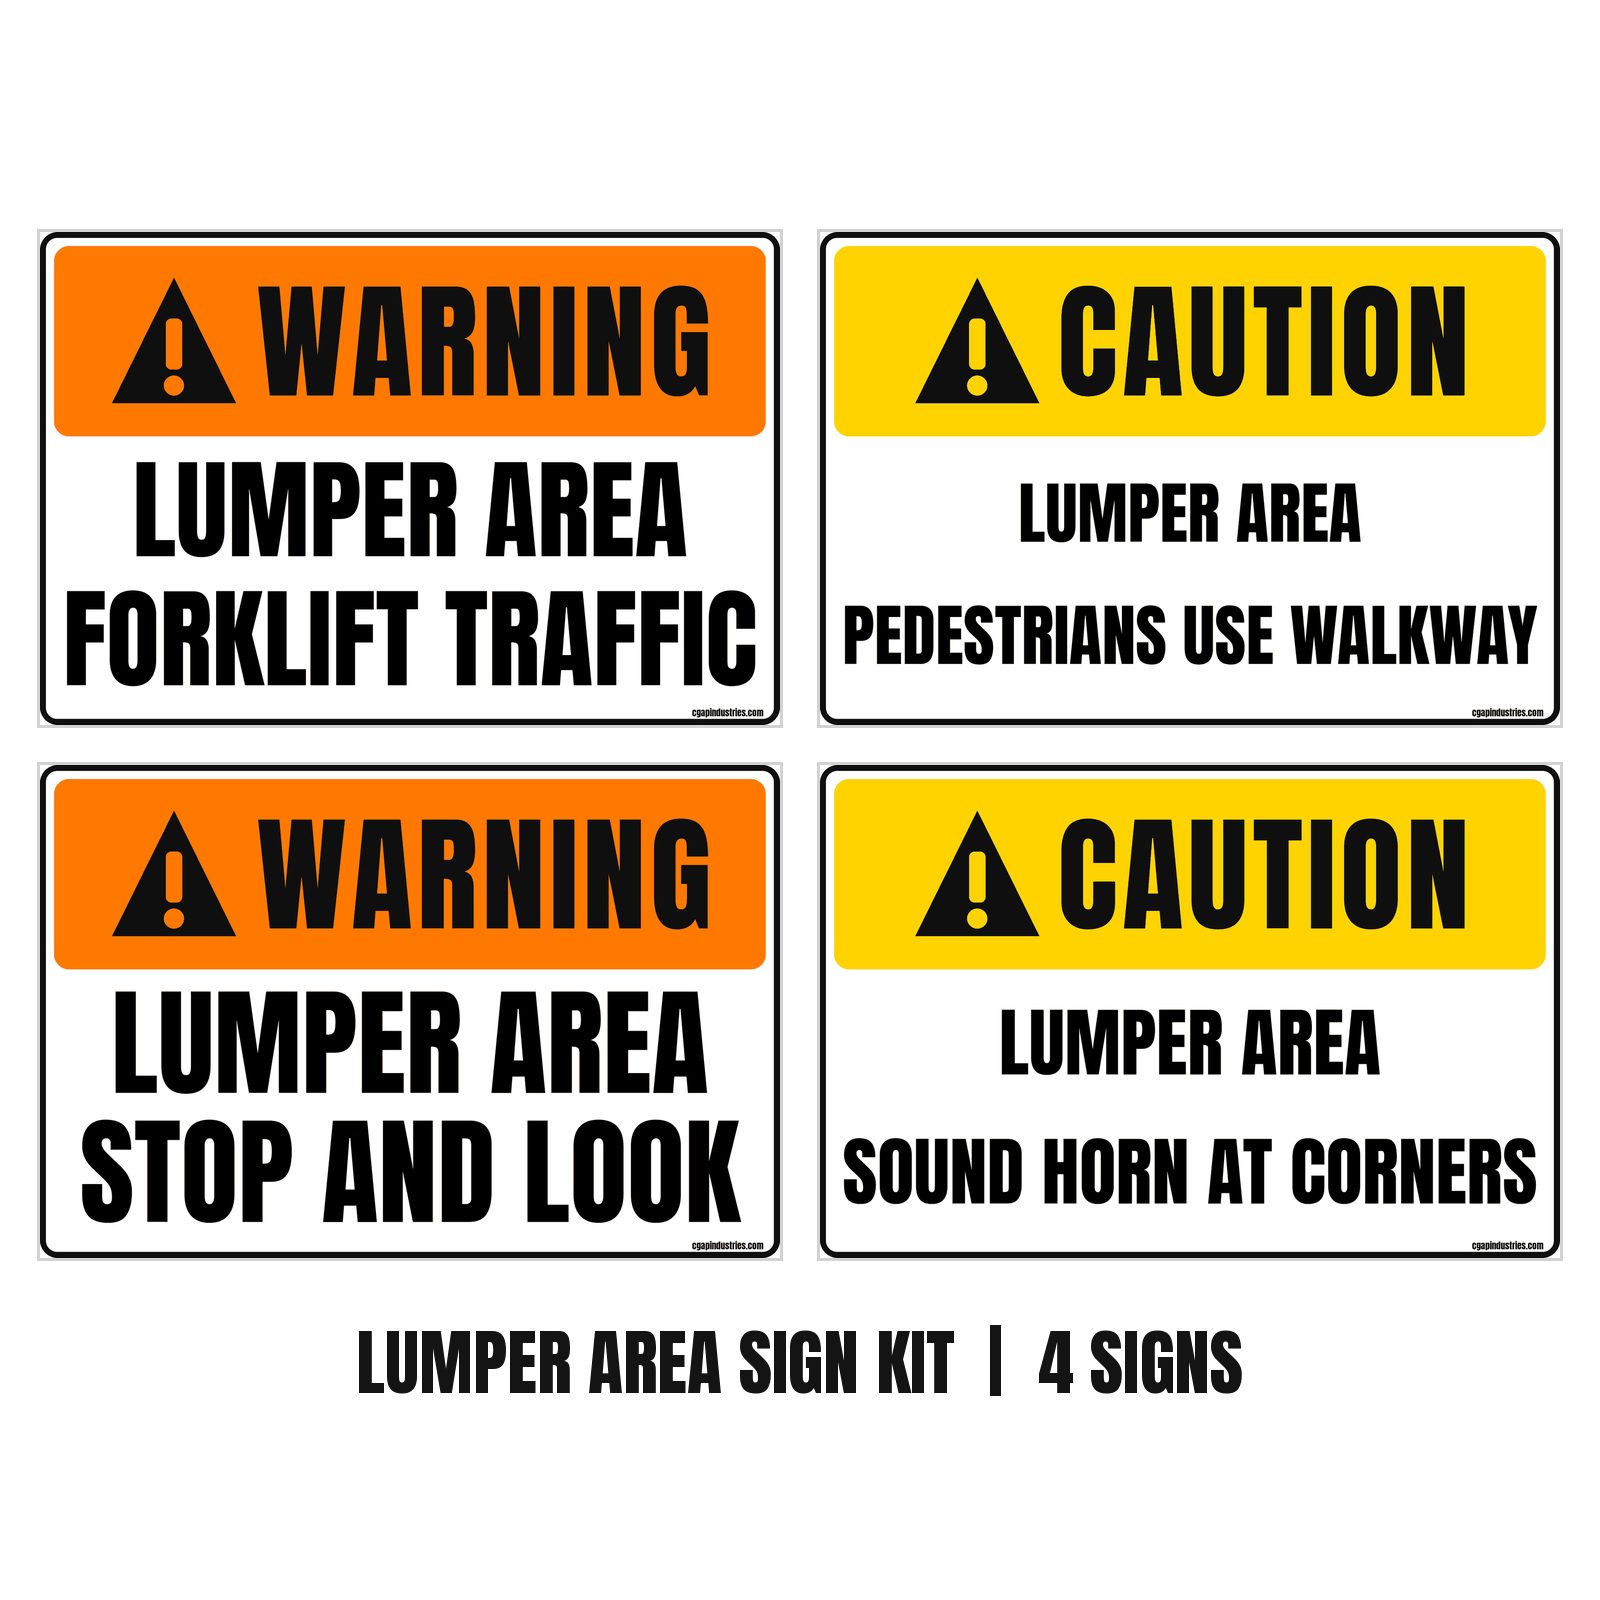 WARNING
LUMPER AREA
FORKLIFT TRAFFIC
cgapindustries.com
CAUTION
LUMPER AREA
PEDESTRIANS USE WALKWAY
cgapindustries.com
WARNING
LUMPER AREA
STOP AND LOOK
cgapindustries.com
CAUTION
LUMPER AREA
SOUND HORN AT CORNERS
cgapindustries.com
LUMPER AREA SIGN KIT | 4 SIGNS